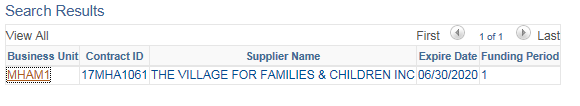 Search Results
View All First 1 of 1 Last
Business Unit Contract ID Supplier Name Expire Date Funding Period
MHAM1 17MHA1061 THE VILLAGE FOR FAMILIES & CHILDREN INC 06/30/2020 1